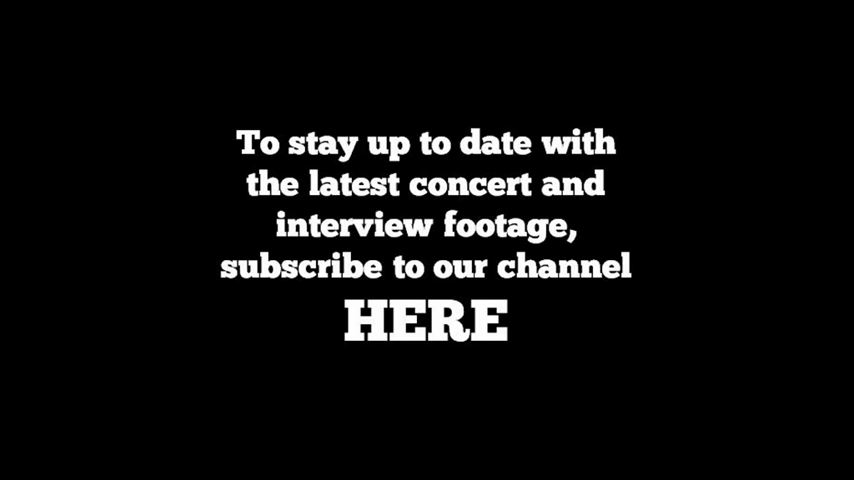 To stay up to date with
the latest concert and
interview footage,
subscribe to our channel
HERE